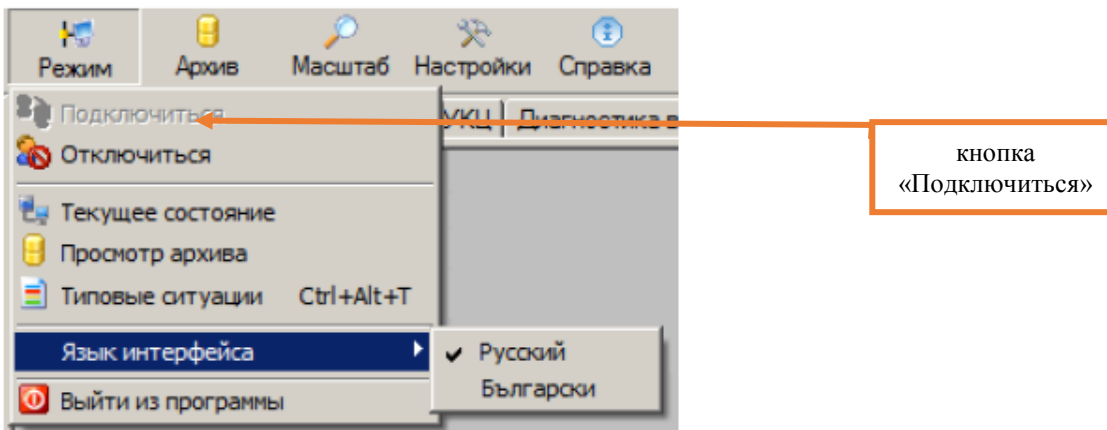 Режим Архив Масштаб Настройки Справка
Подключиться
УКЦ Диагностика в
Отключиться
Текущее состояние
Просмотр архива
Типовые ситуации Ctrl+Alt+T
Язык интерфейса
Русский
Български
Выйти из программы
кнопка
«Подключиться»